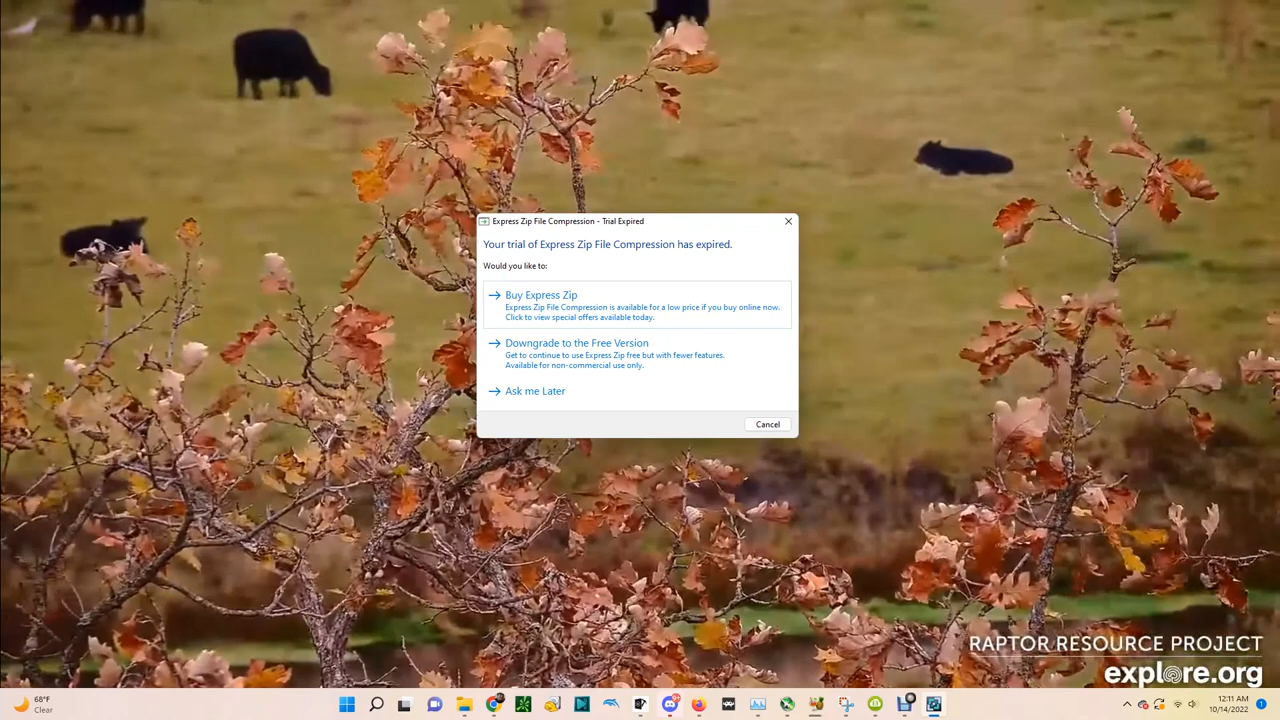 Express Zip File Compression - Trial Expired
Your trial of Express Zip File Compression has expired.
Would you like to:
Buy Express Zip
Express Zip File Compression is available for a low price if you buy online now.
Click to view special offers available today.
Downgrade to the Free Version
Get to continue to use Express Zip free but with fewer features.
Available for non-commercial use only.
Ask me Later
Cancel
RAPTOR RESOURCE PROJECT
explore.org
68°F
Clear
12:11 AM
10/14/2022
1